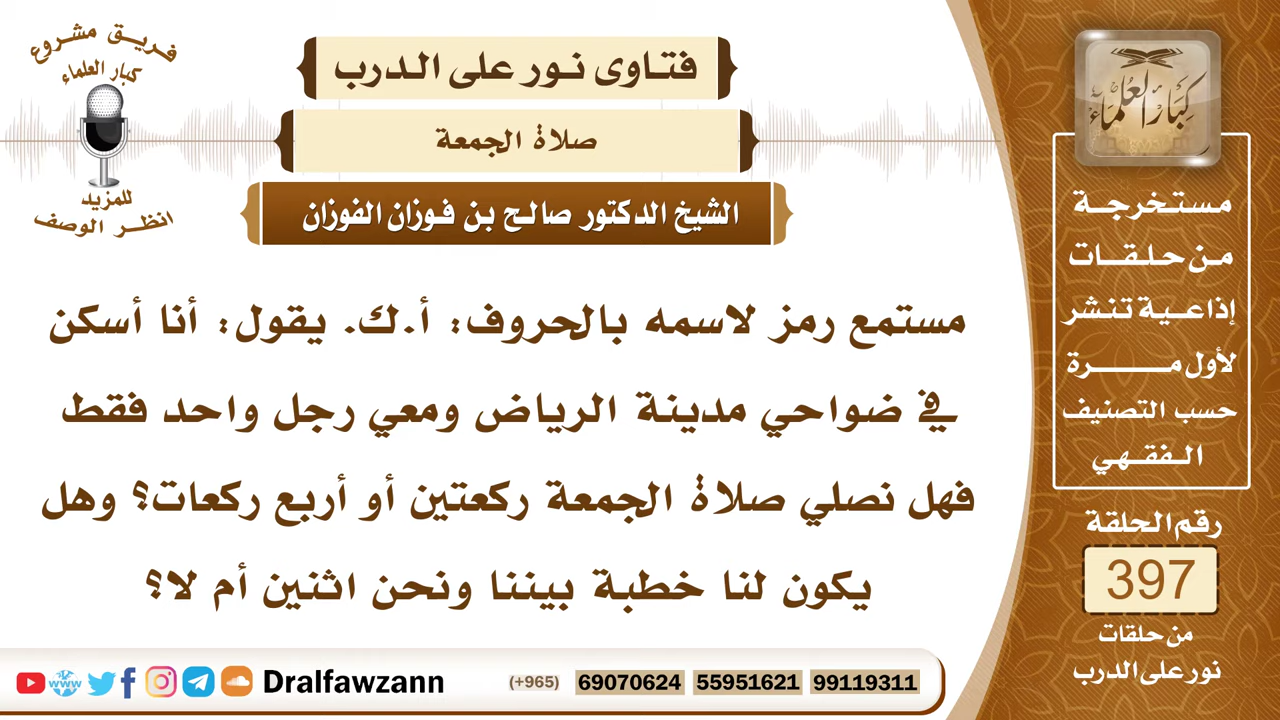 فريق مشروع
كبار العلماء
للمزيد
انظر الوصف
فتاوى نور على الدرب
صلاة الجمعة
الشيخ الدكتور صالح بن فوزان الفوزان
مستمع رمز لاسمه بالحروف: أ.ك. يقول: أنا أسكن
في ضواحي مدينة الرياض ومعي رجل واحد فقط
فهل نصلي صلاة الجمعة ركعتين أو أربع ركعات؟ وهل
يكون لنا خطبة بيننا ونحن اثنين أم لا؟
كبار العلماء
مستخرجة
من حلقات
إذاعية تنشر
لأول مرة
حسب التصنيف
الفقهي
رقم الحلقة
397
من حلقات
نور على الدرب
www Dralfawzann (+965) 69070624 55951621 99119311